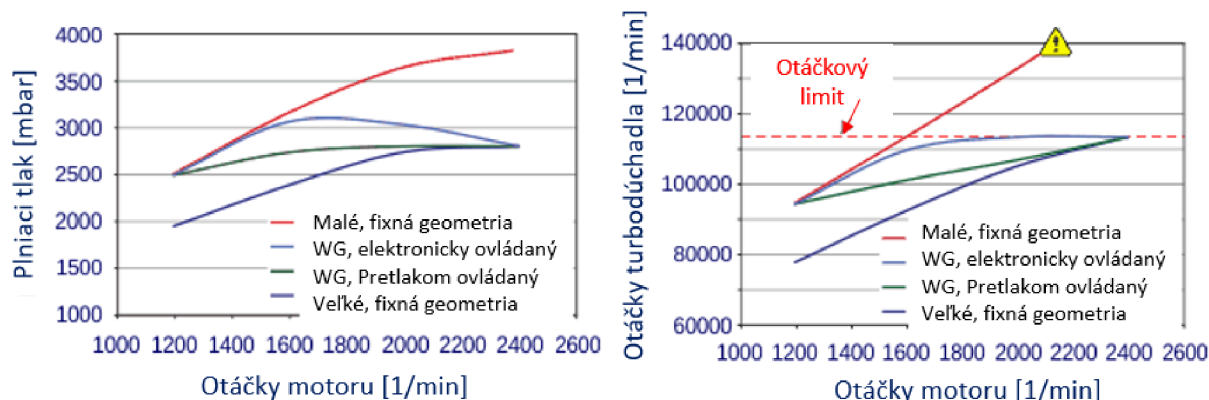 Plniaci tlak [mbar]
4000
3500
3000
2500
2000
1500
1000
Malé, fixná geometria
WG, elektronicky ovládaný
WG, Pretlakom ovládaný
Veľké, fixná geometria
1000 1200 1400 1600 1800 2000 2200 2400 2600
Otáčky motoru [1/min]
Otáčky turbodúchadla [1/min]
140000
120000
100000
80000
60000
Otáčkový
limit
!
Malé, fixná geometria
WG, elektronicky ovládaný
WG, Pretlakom ovládaný
Veľké, fixná geometria
1000 1200 1400 1600 1800 2000 2200 2400 2600
Otáčky motoru [1/min]